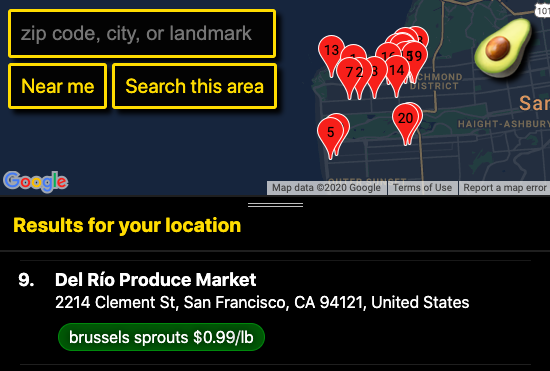 zip code, city, or landmark
Near me
Search this area
101
13
14
19
7
2
3
5
20
RICHMOND
DISTRICT
San
HAIGHT-ASHBURY
OUTER SUNSET
Google
Map data ©2020 Google
Terms of Use
Report a map error
Results for your location
9. Del Río Produce Market
2214 Clement St, San Francisco, CA 94121, United States
brussels sprouts $0.99/lb